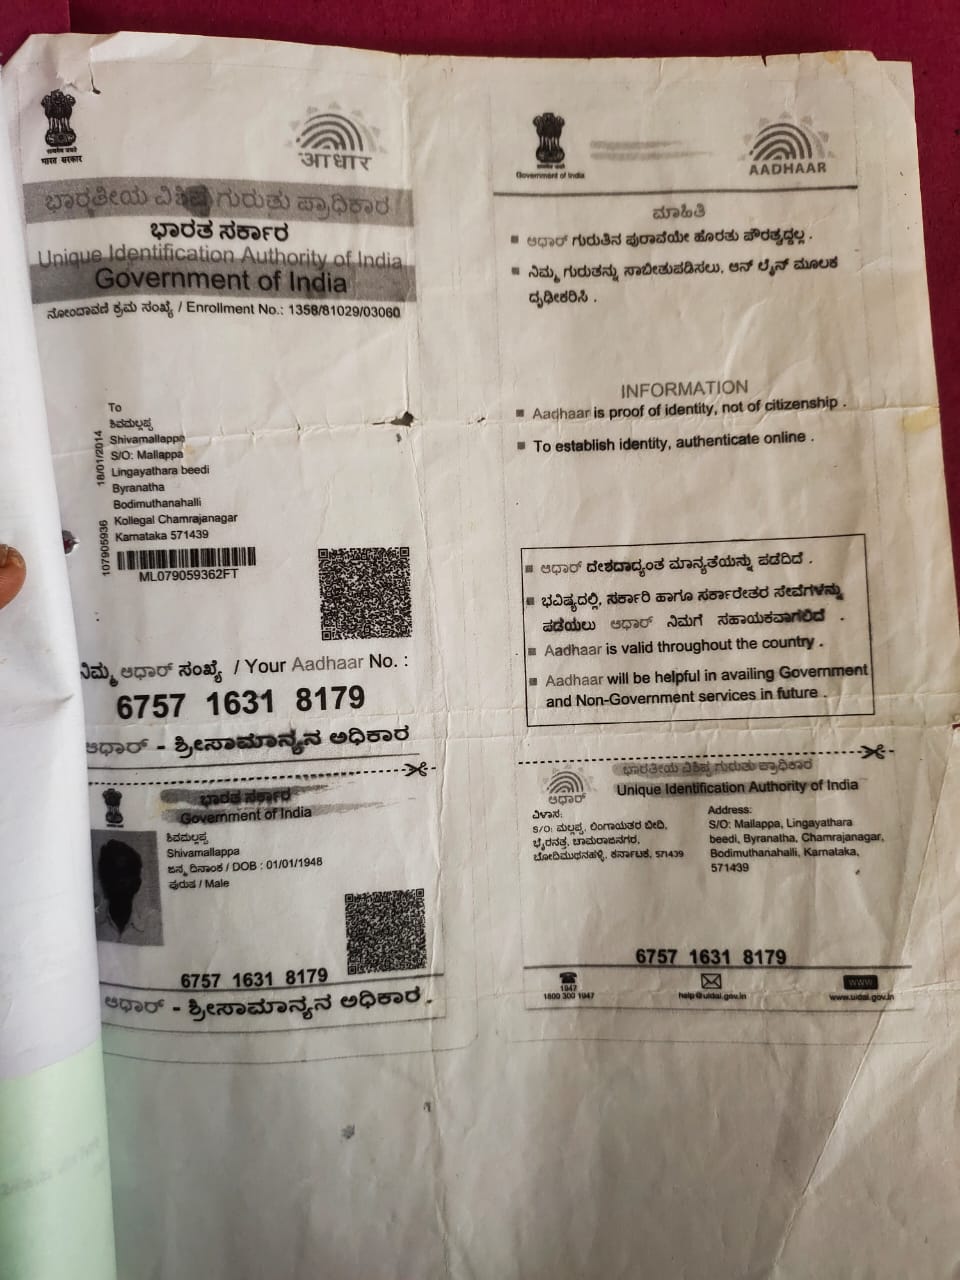 भारत सरकार
आधार
ಭಾರತೀಯ ವಿಶಿಷ್ಟ ಗುರುತು ಪ್ರಾಧಿಕಾರ
ಭಾರತ ಸರ್ಕಾರ
Unique Identification Authority of India
Government of India
ನೋಂದಾವಣಿ ಕ್ರಮ ಸಂಖ್ಯೆ / Enrollment No.: 1358/81029/03060
18/01/2014
107905936
To
ಶಿವಮಲ್ಲಪ್ಪ
Shivamallappa
S/O: Mallappa
Lingayathara beedi
Byranatha
Bodimuthanahalli
Kollegal Chamrajanagar
Karnataka 571439
ML079059362FT
ನಿಮ್ಮ ಆಧಾರ್ ಸಂಖ್ಯೆ / Your Aadhaar No. :
6757 1631 8179
ಆಧಾರ್ - ಶ್ರೀಸಾಮಾನ್ಯನ ಅಧಿಕಾರ
ಭಾರತ ಸರ್ಕಾರ
Government of India
ಶಿವಮಲ್ಲಪ್ಪ
Shivamallappa
ಜನ್ಮ ದಿನಾಂಕ / DOB : 01/01/1948
ಪುರುಷ / Male
6757 1631 8179
ಆಧಾರ್ - ಶ್ರೀಸಾಮಾನ್ಯನ ಅಧಿಕಾರ .
Government of India
AADHAAR
ಮಾಹಿತಿ
■ ಆಧಾರ್ ಗುರುತಿನ ಪುರಾವೆಯೇ ಹೊರತು ಪೌರತ್ವದ್ದಲ್ಲ .
■ ನಿಮ್ಮ ಗುರುತನ್ನು ಸಾಬೀತುಪಡಿಸಲು, ಆನ್ ಲೈನ್ ಮೂಲಕ
ದೃಢೀಕರಿಸಿ .
INFORMATION
■ Aadhaar is proof of identity, not of citizenship .
■ To establish identity, authenticate online .
■ ಆಧಾರ್ ದೇಶದಾದ್ಯಂತ ಮಾನ್ಯತೆಯನ್ನು ಪಡೆದಿದೆ .
■ ಭವಿಷ್ಯದಲ್ಲಿ, ಸರ್ಕಾರಿ ಹಾಗೂ ಸರ್ಕಾರೇತರ ಸೇವೆಗಳನ್ನು
ಪಡೆಯಲು ಆಧಾರ್ ನಿಮಗೆ ಸಹಾಯಕವಾಗಲಿದೆ .
■ Aadhaar is valid throughout the country .
■ Aadhaar will be helpful in availing Government
and Non-Government services in future .
ಭಾರತೀಯ ವಿಶಿಷ್ಟ ಗುರುತು ಪ್ರಾಧಿಕಾರ
ಆಧಾರ್
Unique Identification Authority of India
ವಿಳಾಸ:
S/O: ಮಲ್ಲಪ್ಪ, ಲಿಂಗಾಯತರ ಬೀದಿ,
ಭೈರನತ್ತ, ಚಾಮರಾಜನಗರ,
ಬೋದಿಮುಥನಹಳ್ಳಿ, ಕರ್ನಾಟಕ, 571439
Address:
S/O: Mallappa, Lingayathara
beedi, Byranatha, Chamrajanagar,
Bodimuthanahalli, Karnataka,
571439
6757 1631 8179
1947
1800 300 1947
help@uidai.gov.in
WWW
www.uidai.gov.in